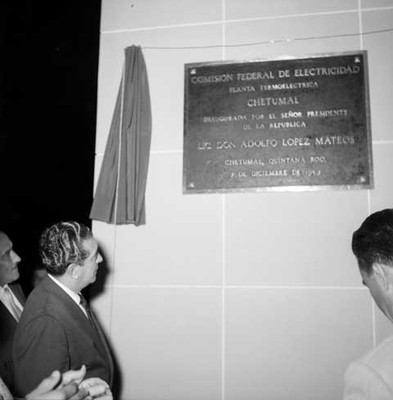 COMISION FEDERAL DE ELECTRICIDAD
PLANTA TERMOELECTRICA
CHETUMAL
INAUGURADA POR EL SEÑOR PRESIDENTE
DE LA REPUBLICA
LIC. DON ADOLFO LOPEZ MATEOS
CHETUMAL, QUINTANA ROO,
DE DICIEMBRE DE